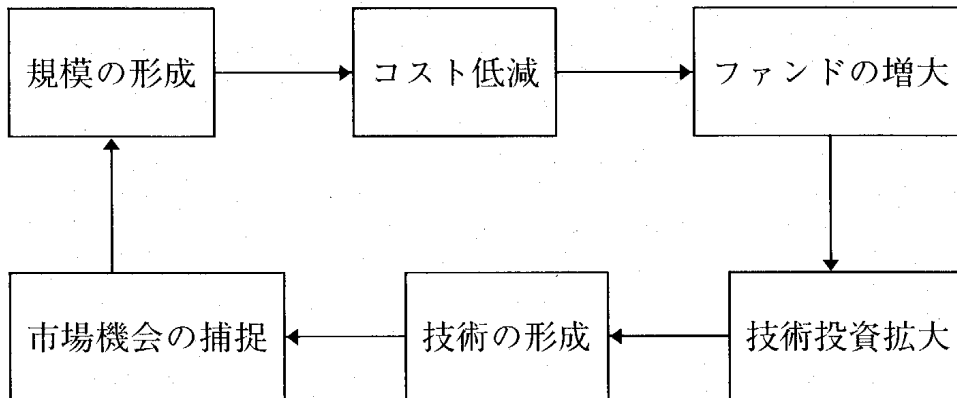 規模の形成
コスト低減
ファンドの増大
市場機会の捕捉
技術の形成
技術投資拡大